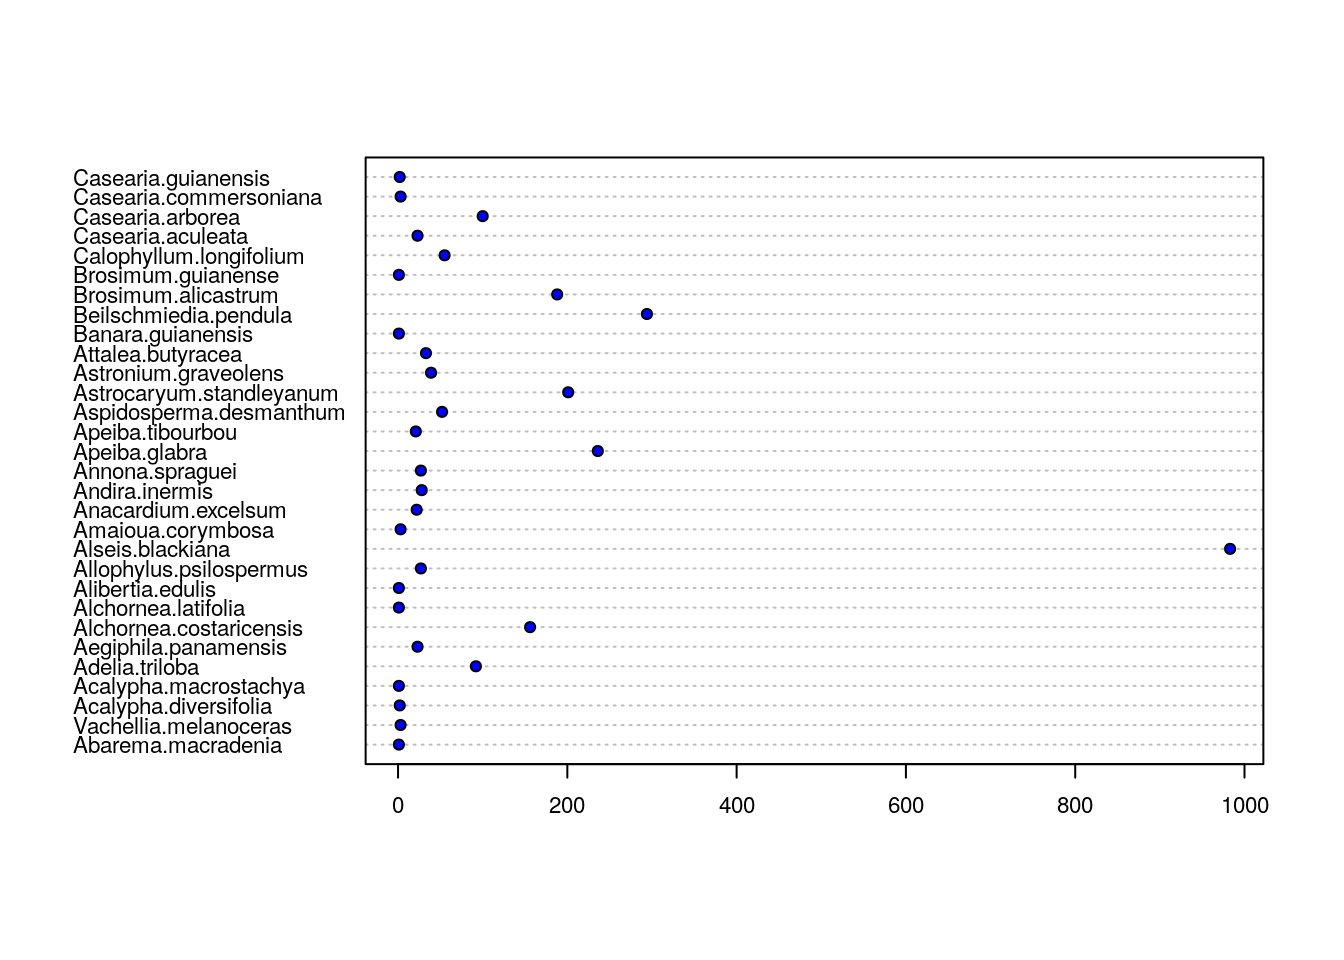 Casearia.guianensis
Casearia.commersoniana
Casearia.arborea
Casearia.aculeata
Calophyllum.longifolium
Brosimum.guianense
Brosimum.alicastrum
Beilschmiedia.pendula
Banara.guianensis
Attalea.butyracea
Astronium.graveolens
Astrocaryum.standleyanum
Aspidosperma.desmanthum
Apeiba.tibourbou
Apeiba.glabra
Annona.spraguei
Andira.inermis
Anacardium.excelsum
Amaioua.corymbosa
Alseis.blackiana
Allophylus.psilospermus
Alibertia.edulis
Alchornea.latifolia
Alchornea.costaricensis
Aegiphila.panamensis
Adelia.triloba
Acalypha.macrostachya
Acalypha.diversifolia
Vachellia.melanoceras
Abarema.macradenia
0 200 400 600 800 1000